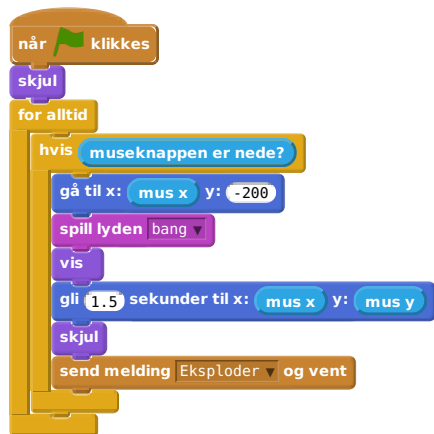 når klikkes
skjul
for alltid
hvis museknappen er nede?
gå til x: mus x y: -200
spill lyden bang
vis
gli 1.5 sekunder til x: mus x y: mus y
skjul
send melding Eksploder og vent